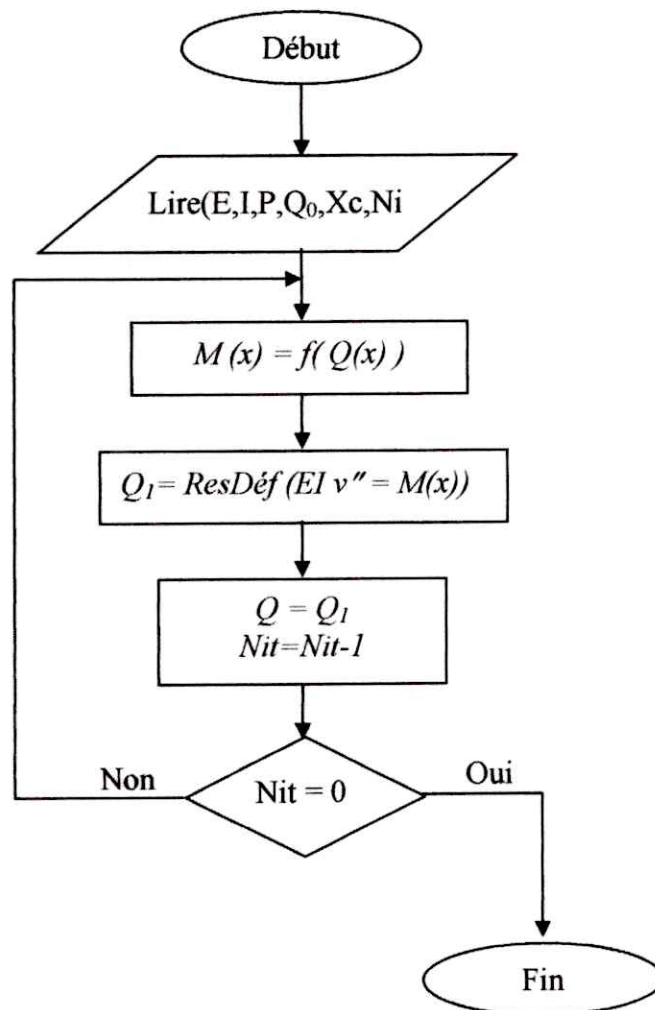 Début
Lire(E,I,P,Q₀,Xc,Ni
M (x) = f( Q(x) )
Q₁= ResDéf (EI v″ = M(x))
Q = Q₁
Nit=Nit-1
Nit = 0
Non
Oui
Fin